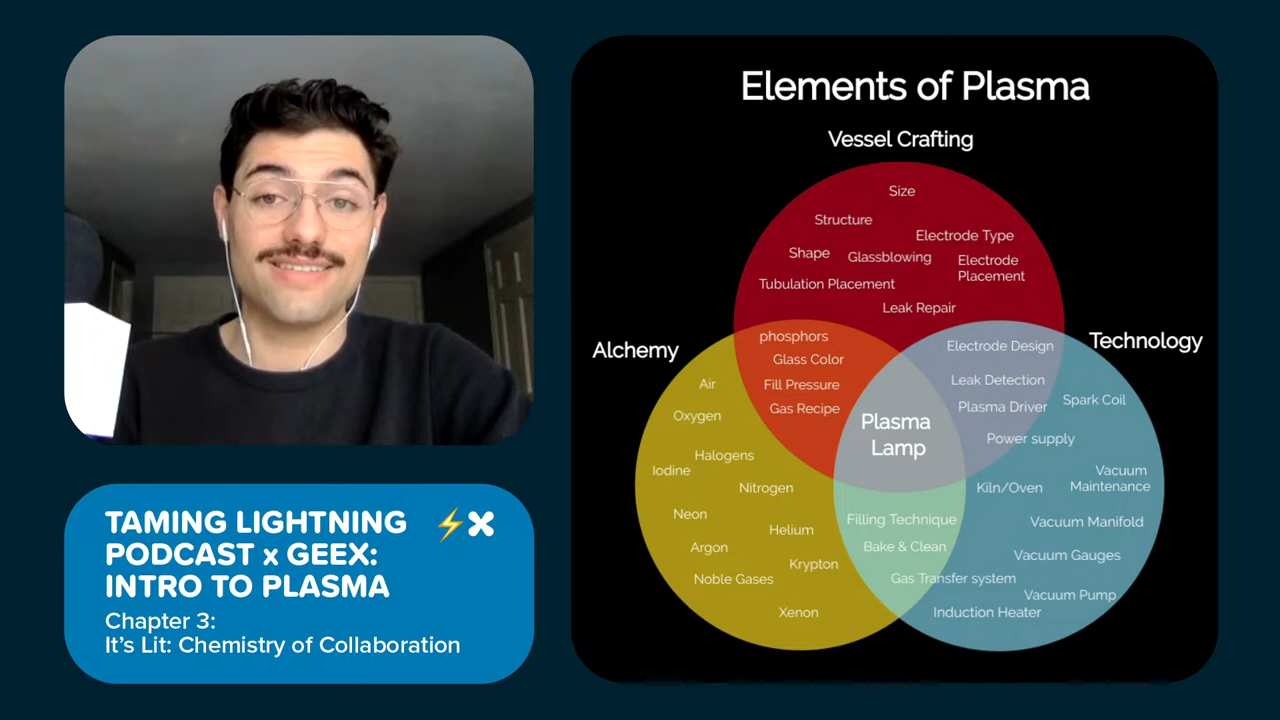 TAMING LIGHTNING
PODCAST x GEEX:
INTRO TO PLASMA
Chapter 3:
It's Lit: Chemistry of Collaboration
Elements of Plasma
Vessel Crafting
Size
Structure
Electrode Type
Shape
Glassblowing
Electrode
Placement
Tubulation Placement
Leak Repair
Alchemy
Technology
phosphors
Glass Color
Fill Pressure
Gas Recipe
Electrode Design
Leak Detection
Plasma Driver
Spark Coil
Power supply
Plasma
Lamp
Air
Oxygen
Halogens
Iodine
Nitrogen
Neon
Helium
Argon
Krypton
Noble Gases
Xenon
Kiln/Oven
Vacuum
Maintenance
Filling Technique
Bake & Clean
Gas Transfer system
Induction Heater
Vacuum Manifold
Vacuum Gauges
Vacuum Pump